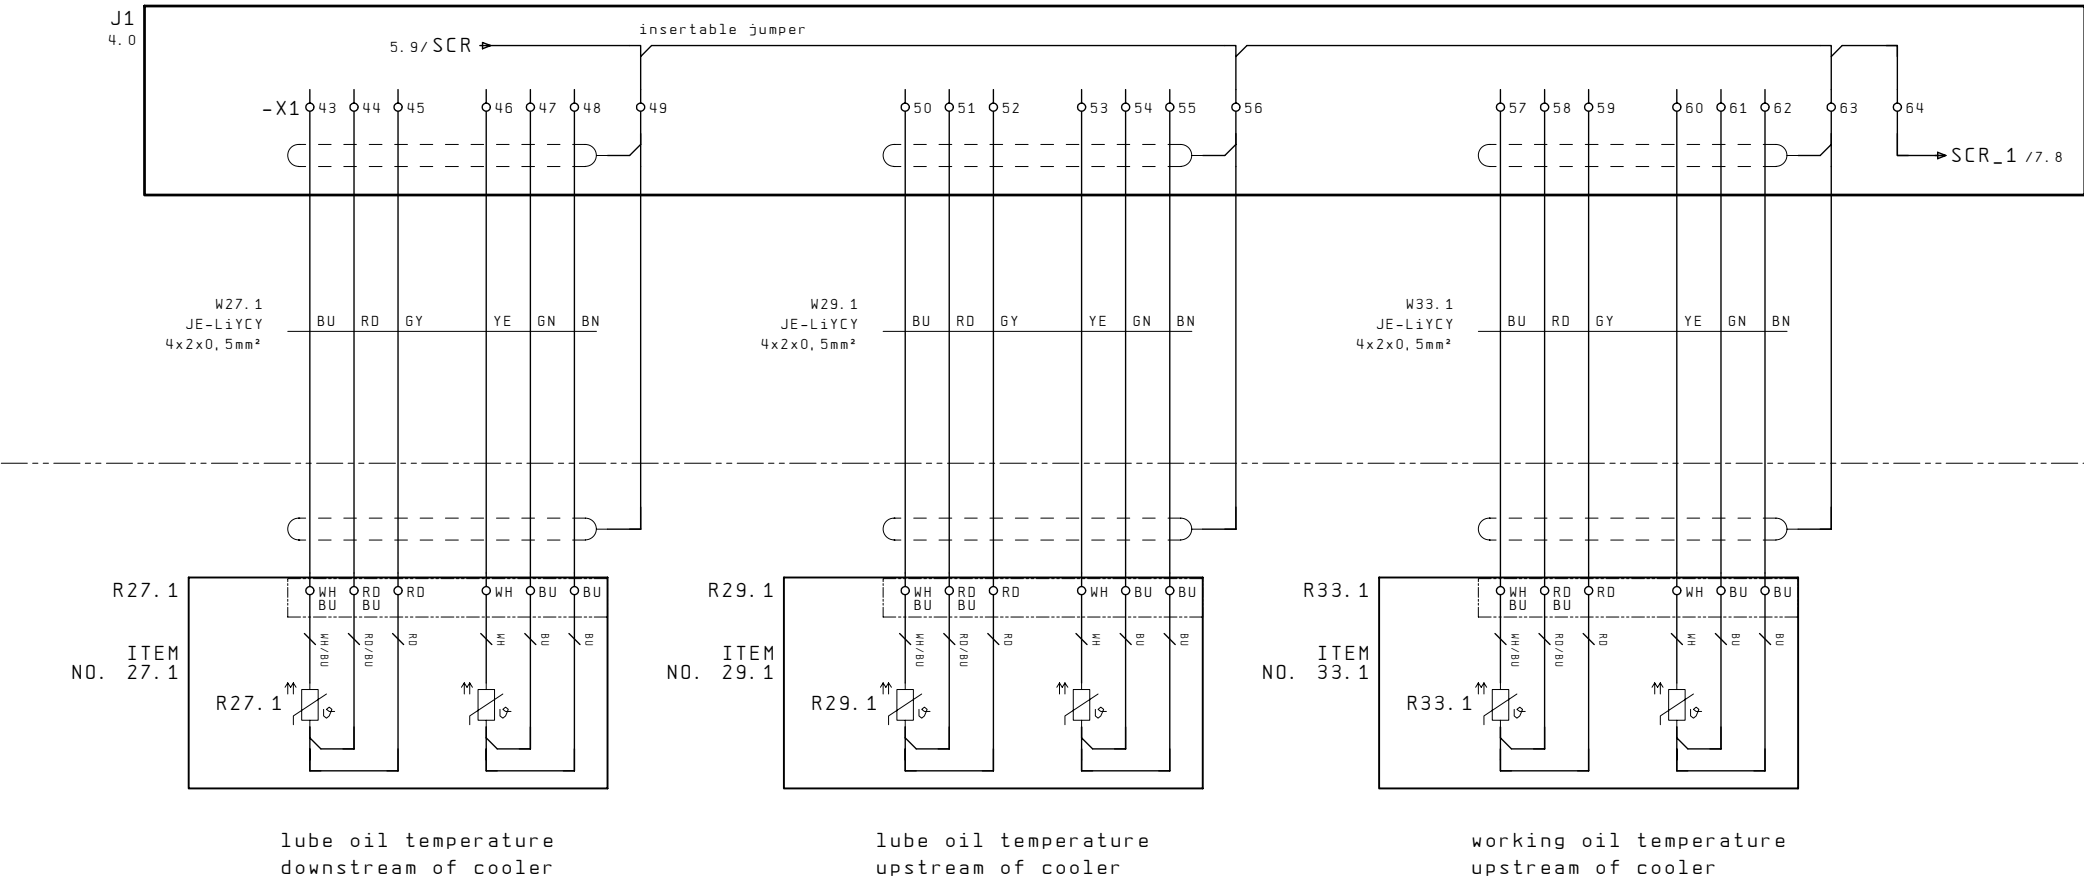 J1
4.0
insertable jumper
5.9/SCR
-X1 43 44 45 46 47 48 49 50 51 52 53 54 55 56 57 58 59 60 61 62 63 64
SCR_1 /7.8
W27.1 W29.1 W33.1
BU RD GY YE GN BN BU RD GY YE GN BN BU RD GY YE GN BN
JE-LiYCY JE-LiYCY JE-LiYCY
4x2x0,5mm² 4x2x0,5mm² 4x2x0,5mm²
R27.1 WH RD RD WH BU BU R29.1 WH RD RD WH BU BU R33.1 WH RD RD WH BU BU
BU BU BU BU BU BU
WH/BU RD/BU RD WH BU BU WH/BU RD/BU RD WH BU BU WH/BU RD/BU RD WH BU BU
ITEM ITEM ITEM
NO. 27.1 NO. 29.1 NO. 33.1
R27.1 ϑ ϑ R29.1 ϑ ϑ R33.1 ϑ ϑ
lube oil temperature lube oil temperature working oil temperature
downstream of cooler upstream of cooler upstream of cooler